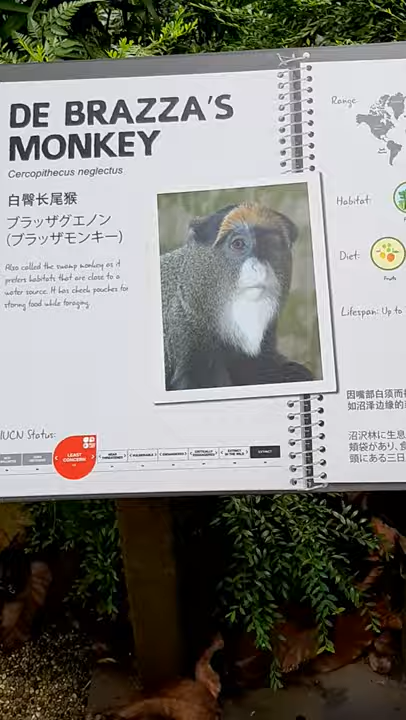 DE BRAZZA'S
MONKEY
Cercopithecus neglectus
白臀长尾猴
ブラッザグエノン
(ブラッザモンキー)
Also called the swamp monkey as it
prefers habitats that are close to a
water source. It has cheek pouches for
storing food while foraging.
IUCN Status:
LEAST
CONCERN
NEAR
THREATENED
VULNERABLE
ENDANGERED
CRITICALLY
ENDANGERED
EXTINCT
IN THE WILD
EXTINCT
Range
Habitat:
Diet:
Fruits
Lifespan: Up to
因嘴部白须而
如沼泽边缘的
沼沢林に生息
頬袋があり、食
頭にある三日